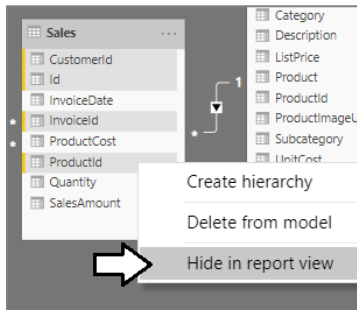 Sales
...
CustomerId
Id
InvoiceDate
* InvoiceId
* ProductCost
ProductId
Quantity
SalesAmount
1
*
Category
Description
ListPrice
Product
ProductId
ProductImageU
Subcategory
UnitCost
Create hierarchy
Delete from model
Hide in report view